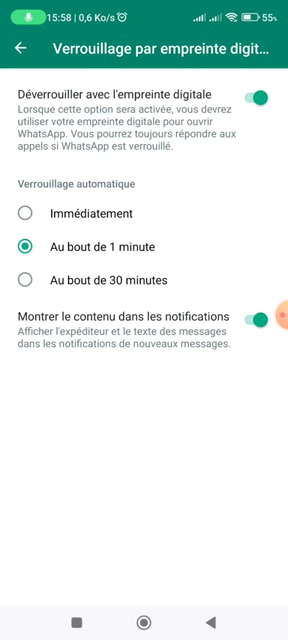 15:58 | 0,6 Ko/s
55%
Verrouillage par empreinte digit...
Déverrouiller avec l'empreinte digitale
Lorsque cette option sera activée, vous devrez
utiliser votre empreinte digitale pour ouvrir
WhatsApp. Vous pourrez toujours répondre aux
appels si WhatsApp est verrouillé.
Verrouillage automatique
Immédiatement
Au bout de 1 minute
Au bout de 30 minutes
Montrer le contenu dans les notifications
Afficher l'expéditeur et le texte des messages
dans les notifications de nouveaux messages.